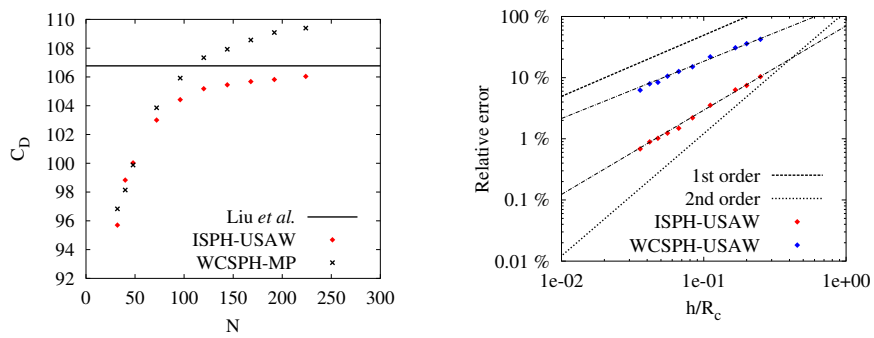 110
108
106
104
102
100
98
96
94
92
C_D
0 50 100 150 200 250 300
N
Liu et al.
ISPH-USAW
WCSPH-MP
100 %
10 %
1 %
0.1 %
0.01 %
Relative error
1e-02 1e-01 1e+00
h/R_c
1st order
2nd order
ISPH-USAW
WCSPH-USAW